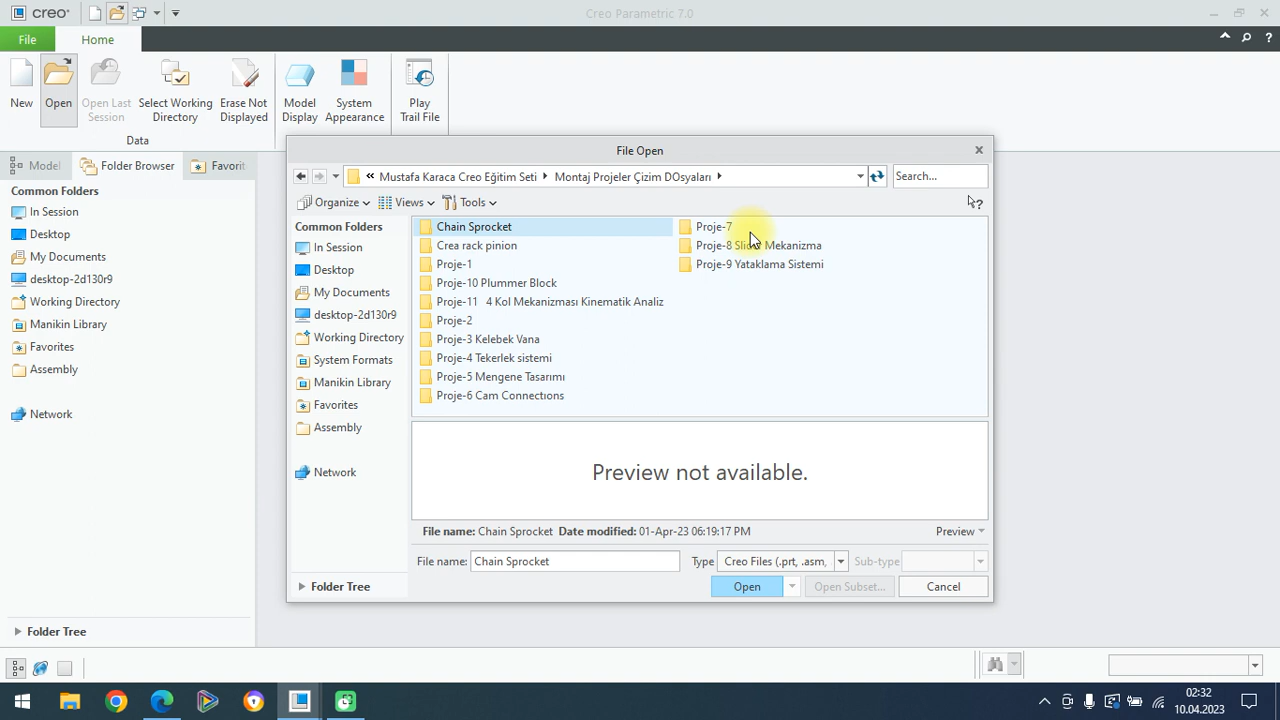 creo
Creo Parametric 7.0
File
Home
New
Open
Open Last Session
Select Working Directory
Erase Not Displayed
Model Display
System Appearance
Play Trail File
Data
Model
Folder Browser
Favorit
Common Folders
In Session
Desktop
My Documents
desktop-2d130r9
Working Directory
Manikin Library
Favorites
Assembly
Network
Folder Tree
File Open
« Mustafa Karaca Creo Eğitim Seti ▸ Montaj Projeler Çizim DOsyaları ▸
Search...
Organize
Views
Tools
Common Folders
In Session
Desktop
My Documents
desktop-2d130r9
Working Directory
System Formats
Manikin Library
Favorites
Assembly
Network
Folder Tree
Chain Sprocket
Crea rack pinion
Proje-1
Proje-10 Plummer Block
Proje-11 4 Kol Mekanizması Kinematik Analiz
Proje-2
Proje-3 Kelebek Vana
Proje-4 Tekerlek sistemi
Proje-5 Mengene Tasarımı
Proje-6 Cam Connectıons
Proje-7
Proje-8 Slider Mekanizma
Proje-9 Yataklama Sistemi
Preview not available.
File name: Chain Sprocket Date modified: 01-Apr-23 06:19:17 PM
Preview
File name: Chain Sprocket
Type Creo Files (.prt, .asm,
Sub-type
Open
Open Subset...
Cancel
02:32
10.04.2023